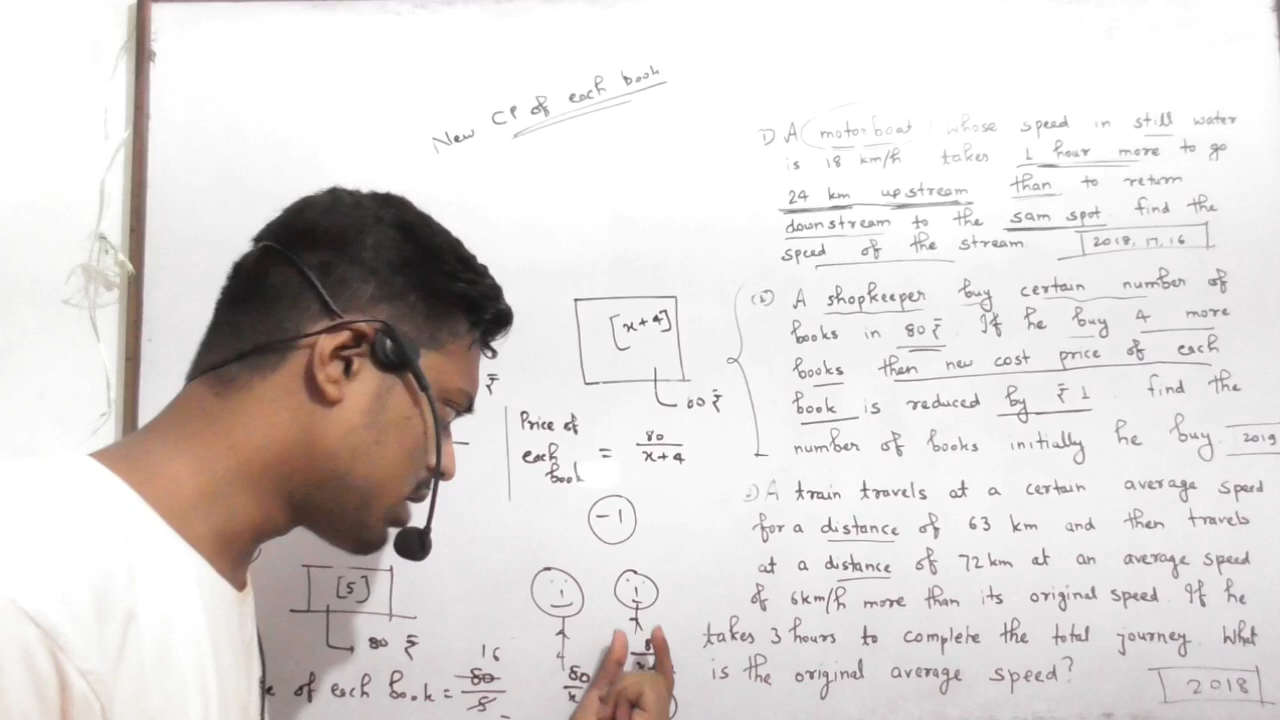 New CP of each book
[x+4]
₹
80 ₹
Price of
each = 80/x+4
book
-1
[5]
80 ₹
16
of each book = 80/5
80/x
1) A motor boat whose speed in still water
is 18 km/h takes 1 hour more to go
24 km upstream than to return
downstream to the sam spot. find the
speed of the stream 2018, 17, 16
(2) A shopkeeper buy certain number of
books in 80 ₹. If he buy 4 more
books then new cost price of each
book is reduced by ₹ 1 find the
number of books initially he buy. 2019
A train travels at a certain average speed
for a distance of 63 km and then travels
at a distance of 72 km at an average speed
of 6km/h more than its original speed. If he
takes 3 hours to complete the total journey. What
is the original average speed?
2018